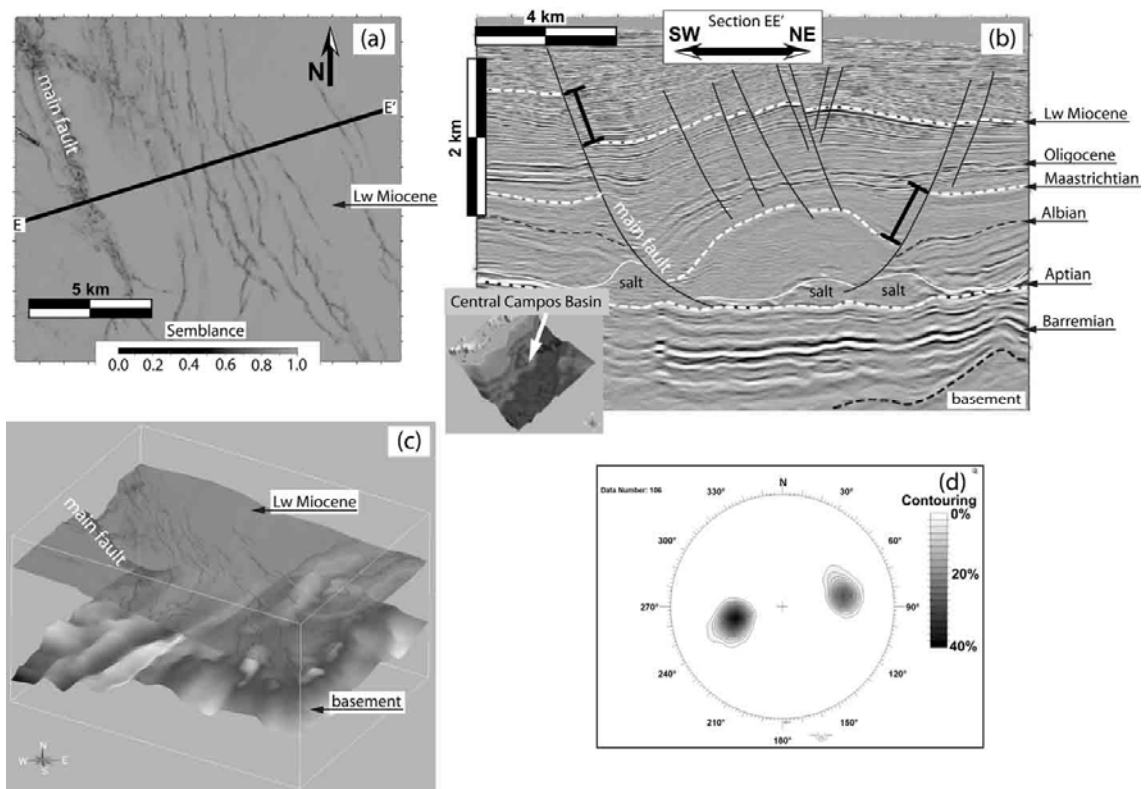 (a)
N
main fault
E'
Lw Miocene
E
5 km
Semblance
0.0 0.2 0.4 0.6 0.8 1.0
4 km
Section EE'
SW NE
(b)
2 km
Lw Miocene
Oligocene
Maastrichtian
Albian
Aptian
Barremian
main fault
salt
salt
salt
basement
Central Campos Basin
(c)
Lw Miocene
main fault
basement
N
W E
S
(d)
Data Number: 106
N
330° 30°
300° 60°
270° 90°
240° 120°
210° 150°
180°
Contouring
0%
20%
40%